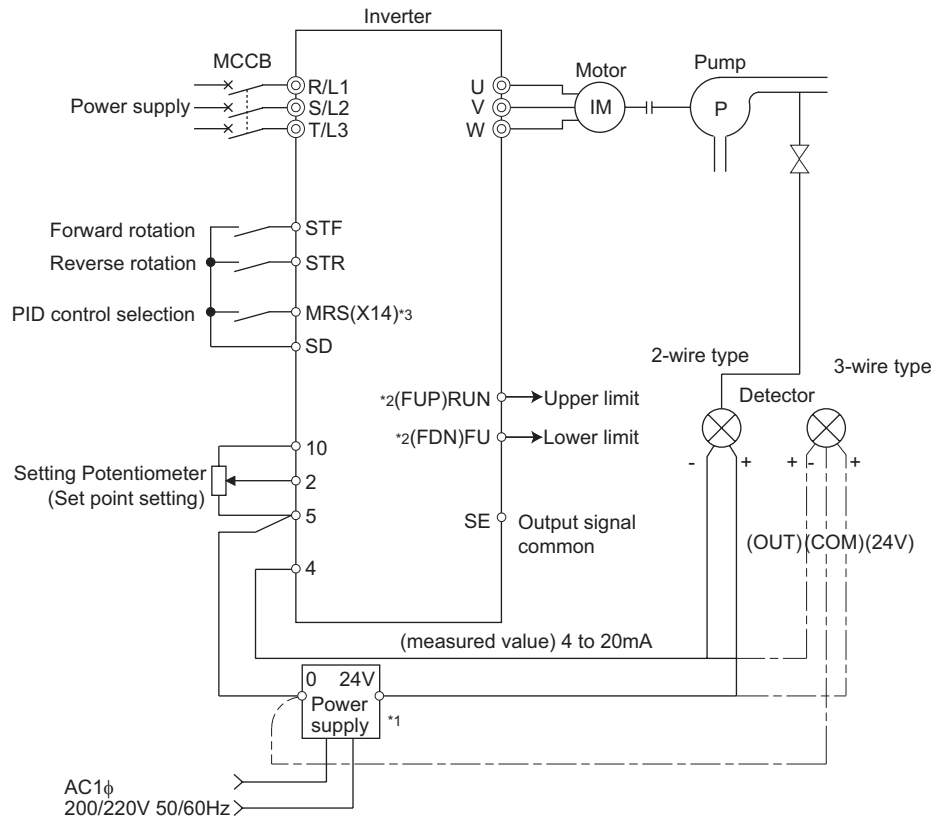 Inverter
MCCB
Power supply
R/L1
S/L2
T/L3
U
V
W
Motor
IM
Pump
P
Forward rotation
STF
Reverse rotation
STR
PID control selection
MRS(X14)*3
SD
2-wire type
3-wire type
*2(FUP)RUN
Upper limit
Detector
*2(FDN)FU
Lower limit
- +
+ - +
10
Setting Potentiometer
(Set point setting)
2
5
SE
Output signal
common
(OUT)(COM)(24V)
4
(measured value) 4 to 20mA
0 24V
Power
supply
*1
AC1ϕ
200/220V 50/60Hz